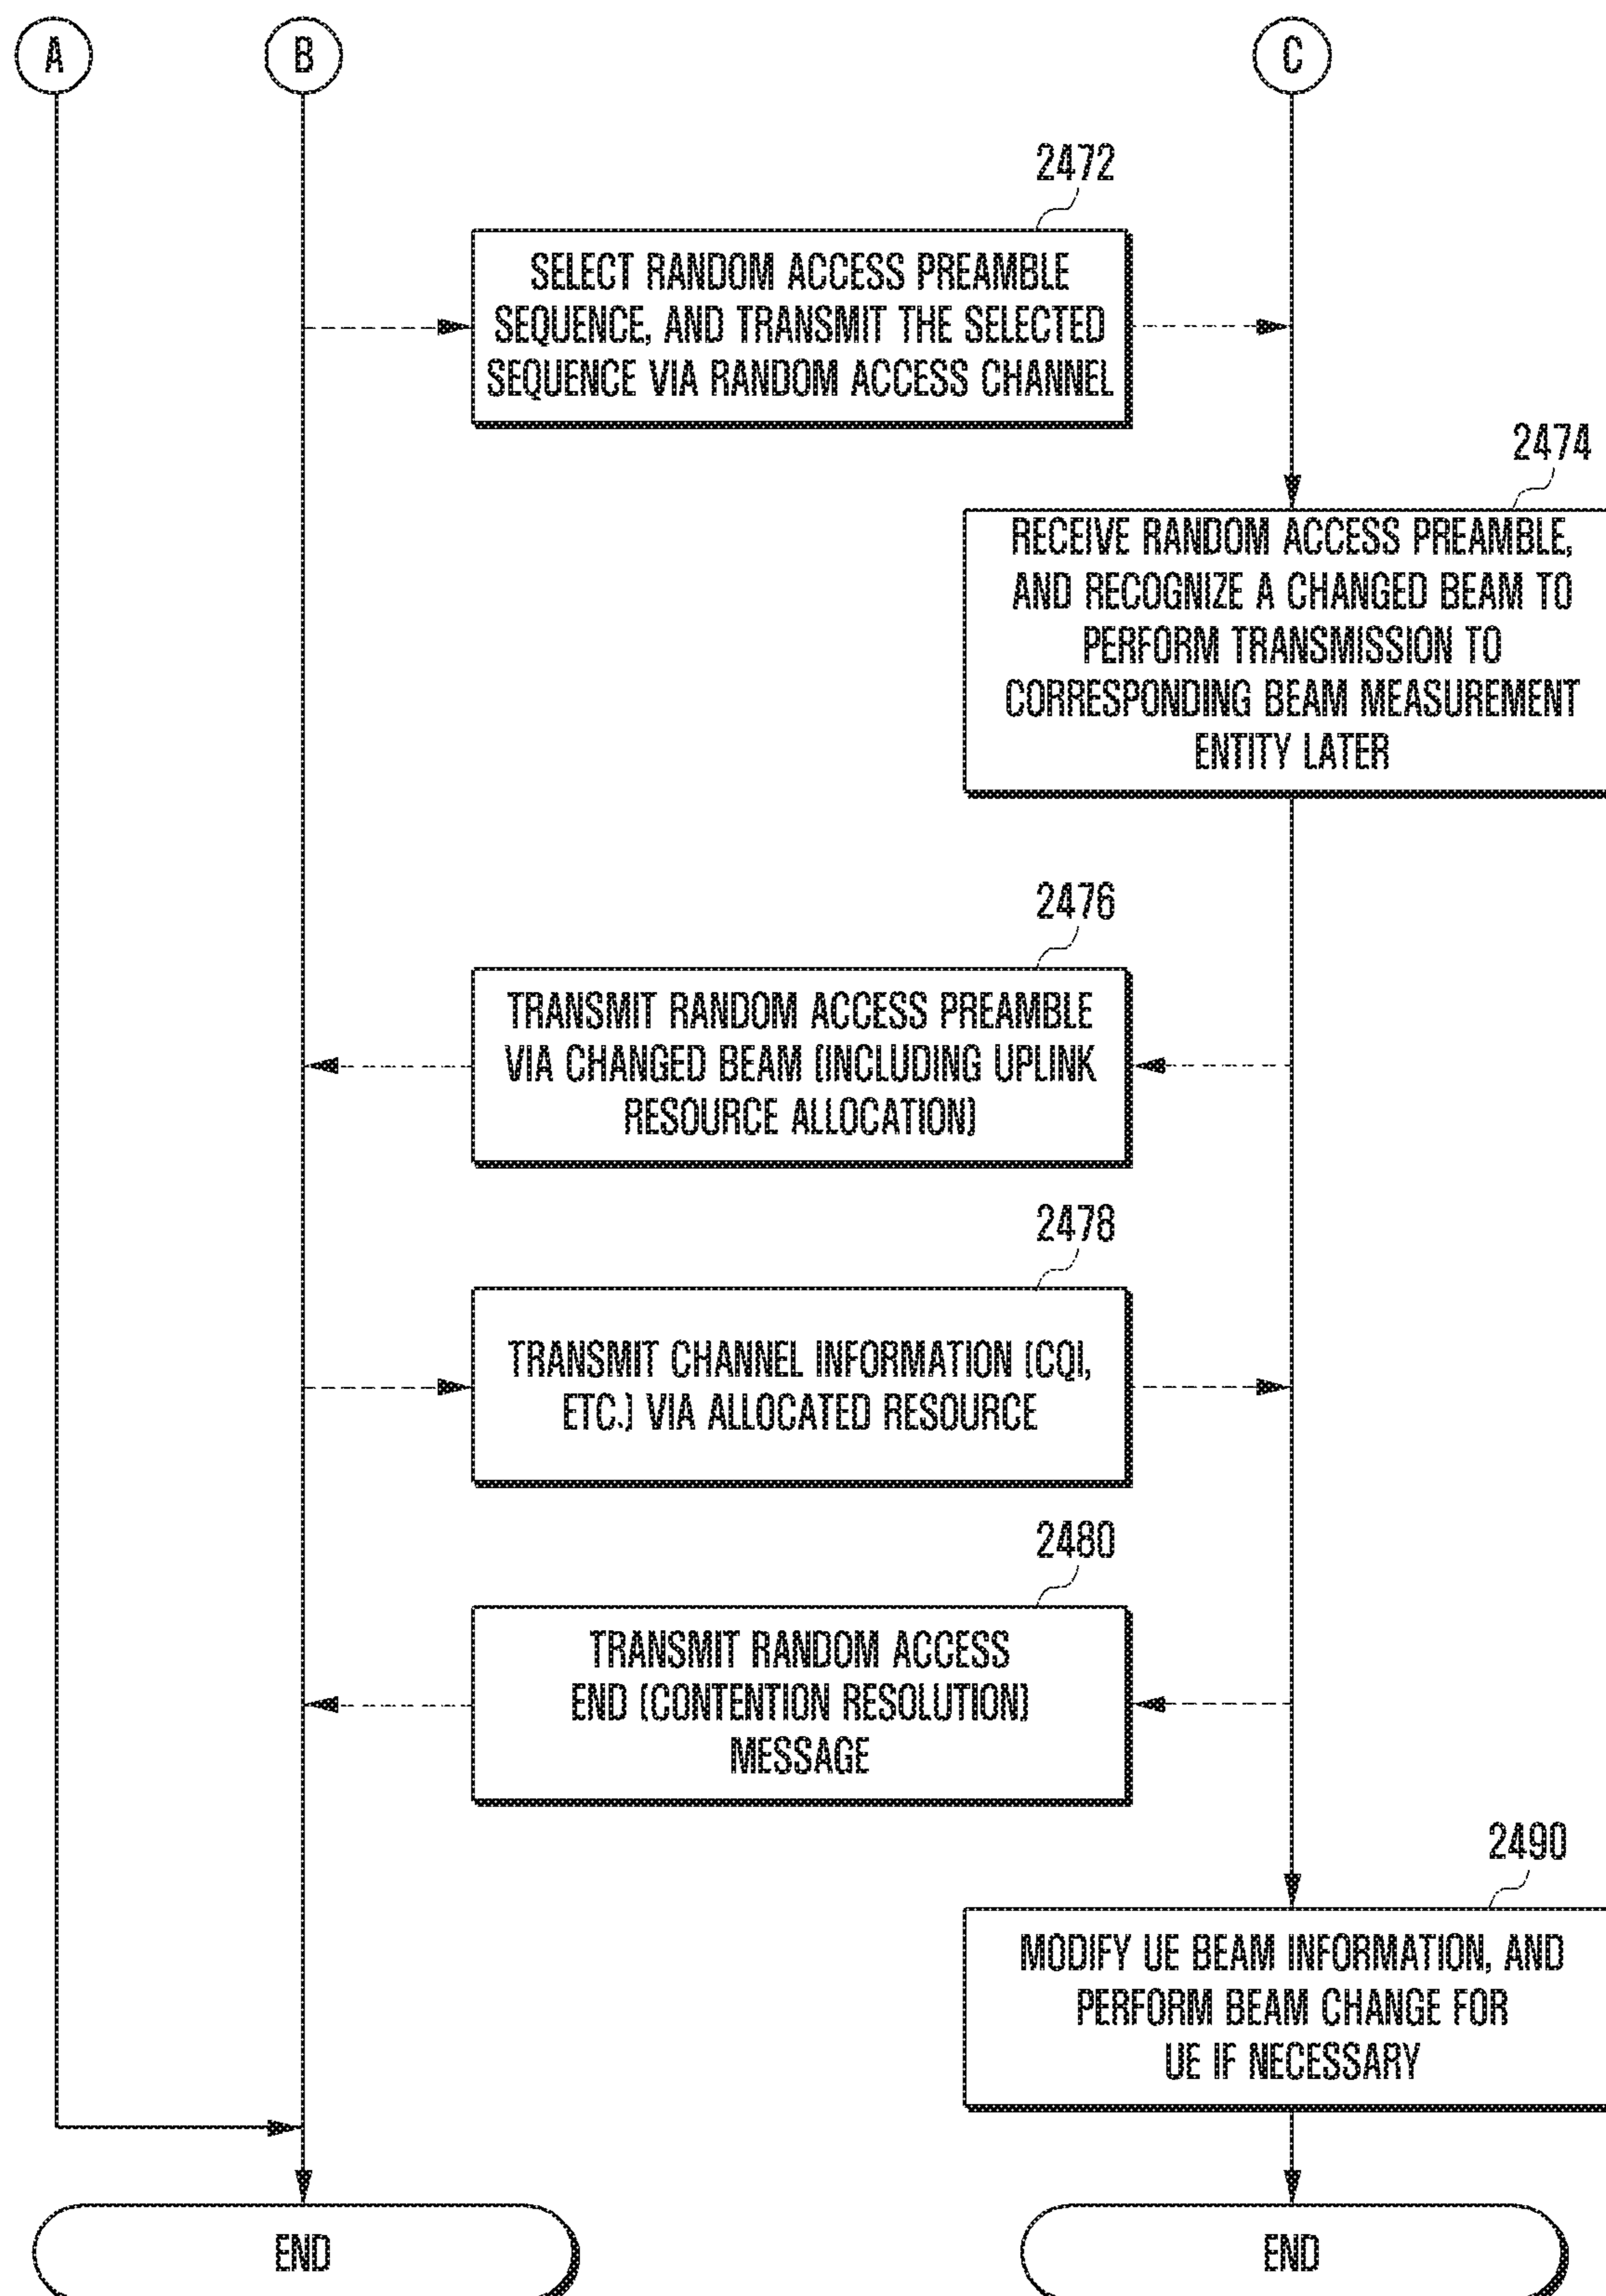 A
B
C
2472
SELECT RANDOM ACCESS PREAMBLE
SEQUENCE, AND TRANSMIT THE SELECTED
SEQUENCE VIA RANDOM ACCESS CHANNEL
2474
RECEIVE RANDOM ACCESS PREAMBLE,
AND RECOGNIZE A CHANGED BEAM TO
PERFORM TRANSMISSION TO
CORRESPONDING BEAM MEASUREMENT
ENTITY LATER
2476
TRANSMIT RANDOM ACCESS PREAMBLE
VIA CHANGED BEAM (INCLUDING UPLINK
RESOURCE ALLOCATION)
2478
TRANSMIT CHANNEL INFORMATION (CQI,
ETC.) VIA ALLOCATED RESOURCE
2480
TRANSMIT RANDOM ACCESS
END (CONTENTION RESOLUTION)
MESSAGE
2490
MODIFY UE BEAM INFORMATION, AND
PERFORM BEAM CHANGE FOR
UE IF NECESSARY
END
END